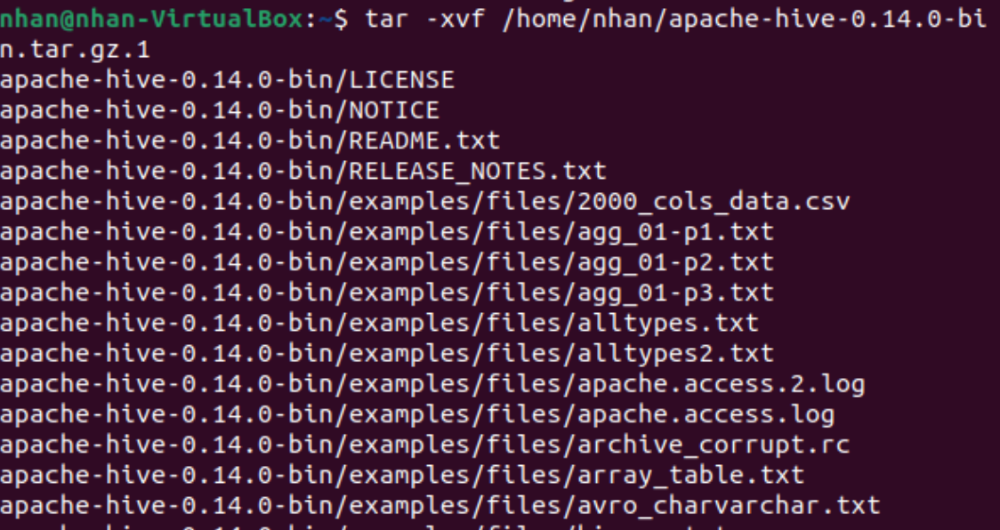 nhan@nhan-VirtualBox:~$ tar -xvf /home/nhan/apache-hive-0.14.0-bi
n.tar.gz.1
apache-hive-0.14.0-bin/LICENSE
apache-hive-0.14.0-bin/NOTICE
apache-hive-0.14.0-bin/README.txt
apache-hive-0.14.0-bin/RELEASE_NOTES.txt
apache-hive-0.14.0-bin/examples/files/2000_cols_data.csv
apache-hive-0.14.0-bin/examples/files/agg_01-p1.txt
apache-hive-0.14.0-bin/examples/files/agg_01-p2.txt
apache-hive-0.14.0-bin/examples/files/agg_01-p3.txt
apache-hive-0.14.0-bin/examples/files/alltypes.txt
apache-hive-0.14.0-bin/examples/files/alltypes2.txt
apache-hive-0.14.0-bin/examples/files/apache.access.2.log
apache-hive-0.14.0-bin/examples/files/apache.access.log
apache-hive-0.14.0-bin/examples/files/archive_corrupt.rc
apache-hive-0.14.0-bin/examples/files/array_table.txt
apache-hive-0.14.0-bin/examples/files/avro_charvarchar.txt